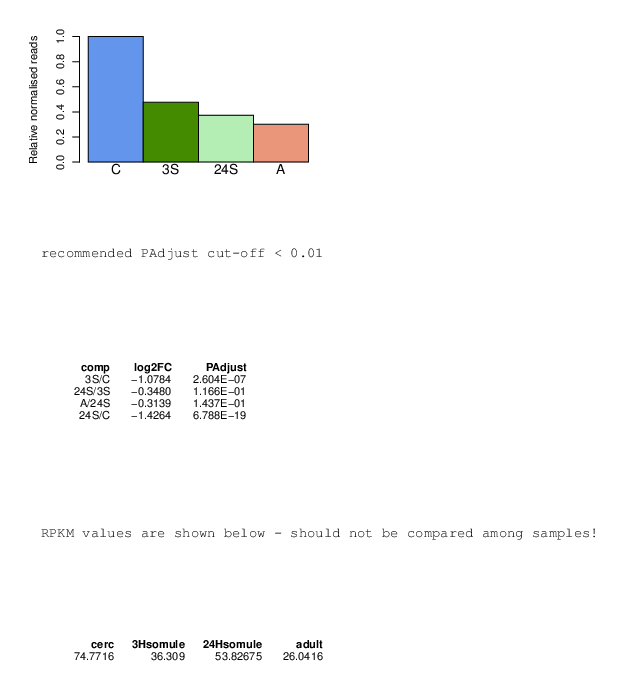 Relative normalised reads
1.0
0.8
0.6
0.4
0.2
0.0
C 3S 24S A
recommended PAdjust cut-off < 0.01
comp log2FC PAdjust
3S/C −1.0784 2.604E−07
24S/3S −0.3480 1.166E−01
A/24S −0.3139 1.437E−01
24S/C −1.4264 6.788E−19
RPKM values are shown below - should not be compared among samples!
cerc 3Hsomule 24Hsomule adult
74.7716 36.309 53.82675 26.0416